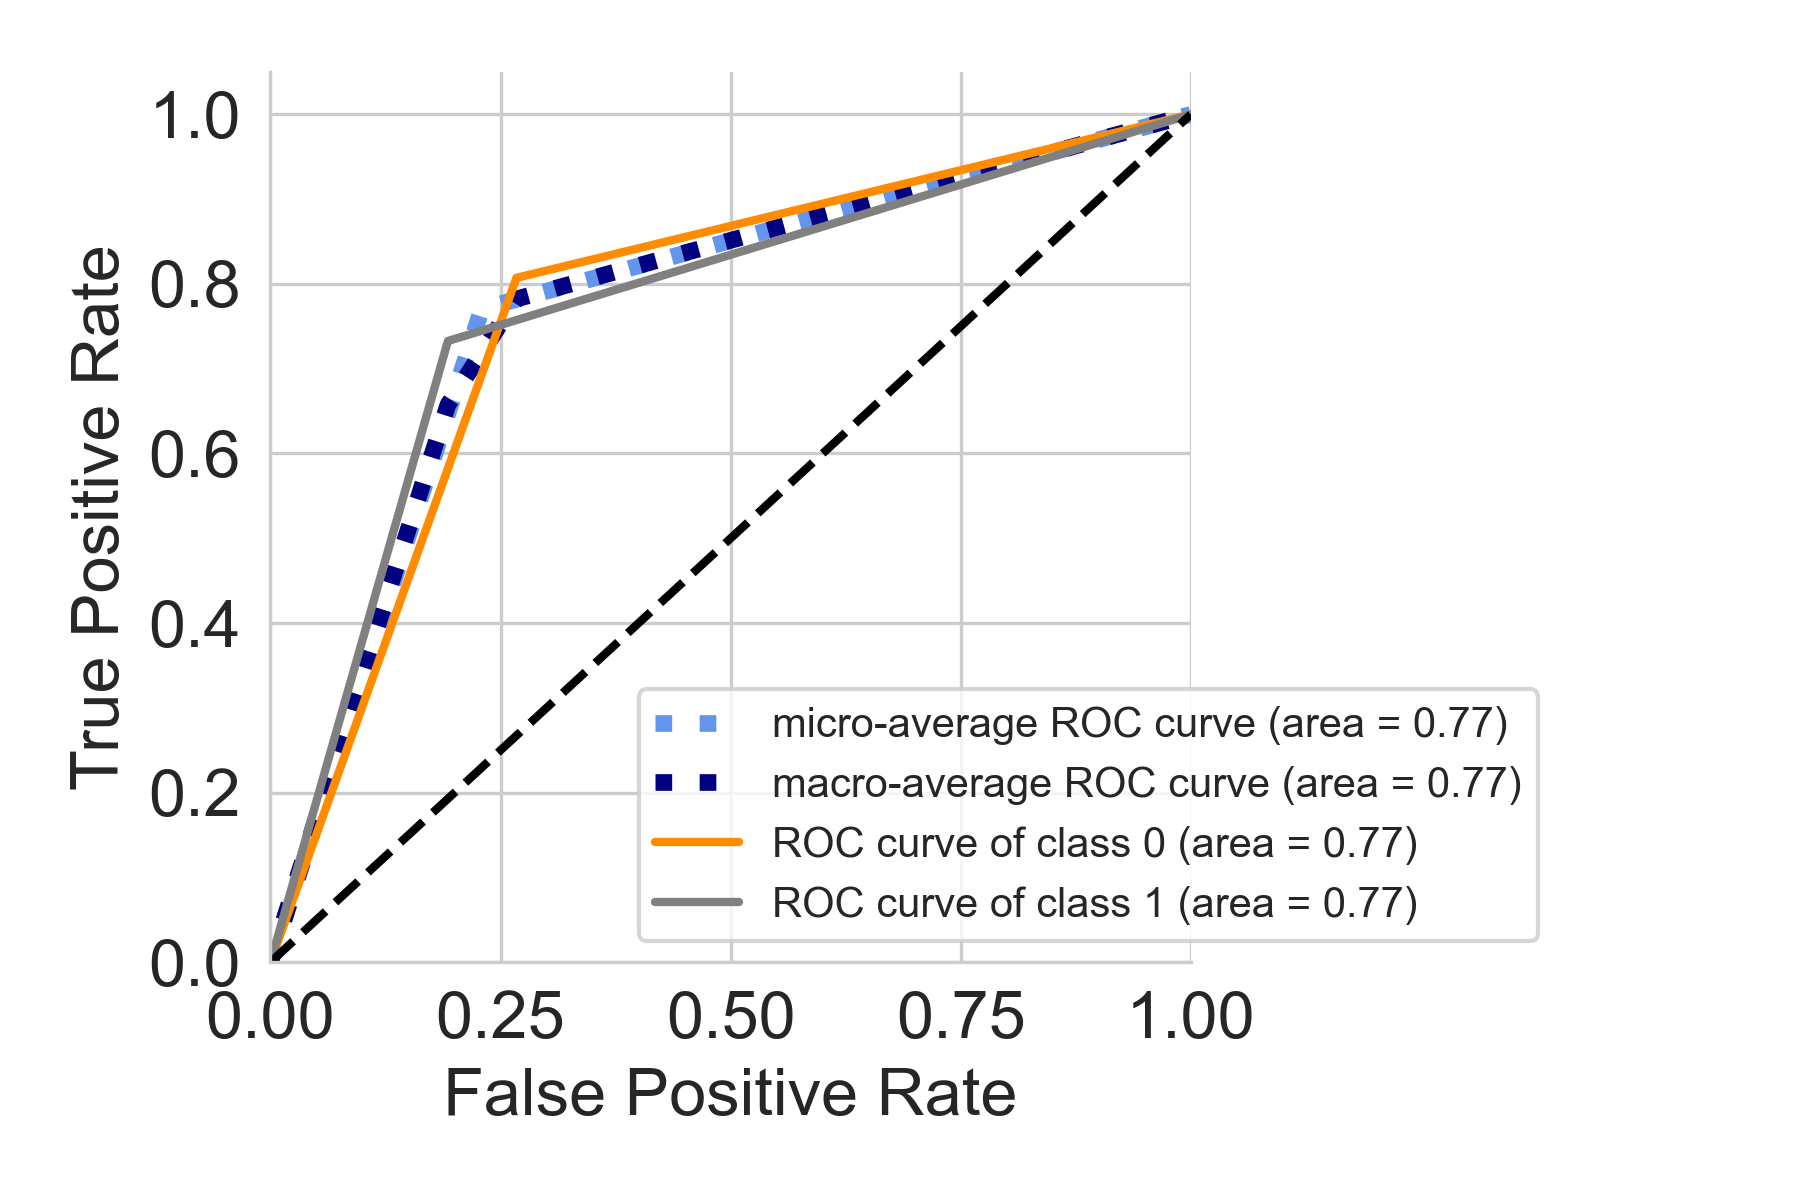 True Positive Rate
1.0
0.8
0.6
0.4
0.2
0.0
0.00 0.25 0.50 0.75 1.00
False Positive Rate
micro-average ROC curve (area = 0.77)
macro-average ROC curve (area = 0.77)
ROC curve of class 0 (area = 0.77)
ROC curve of class 1 (area = 0.77)